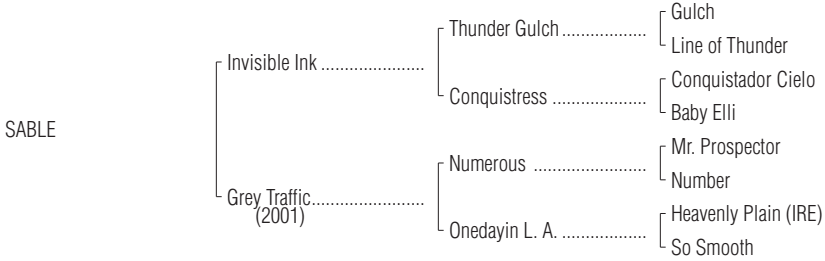 Gulch
Thunder Gulch ...................
Line of Thunder
Invisible Ink ......................
Conquistador Cielo
Conquistress ....................
Baby Elli
SABLE
Mr. Prospector
Numerous ........................
Number
Grey Traffic........................
(2001)
Heavenly Plain (IRE)
Onedayin L. A. ..................
So Smooth